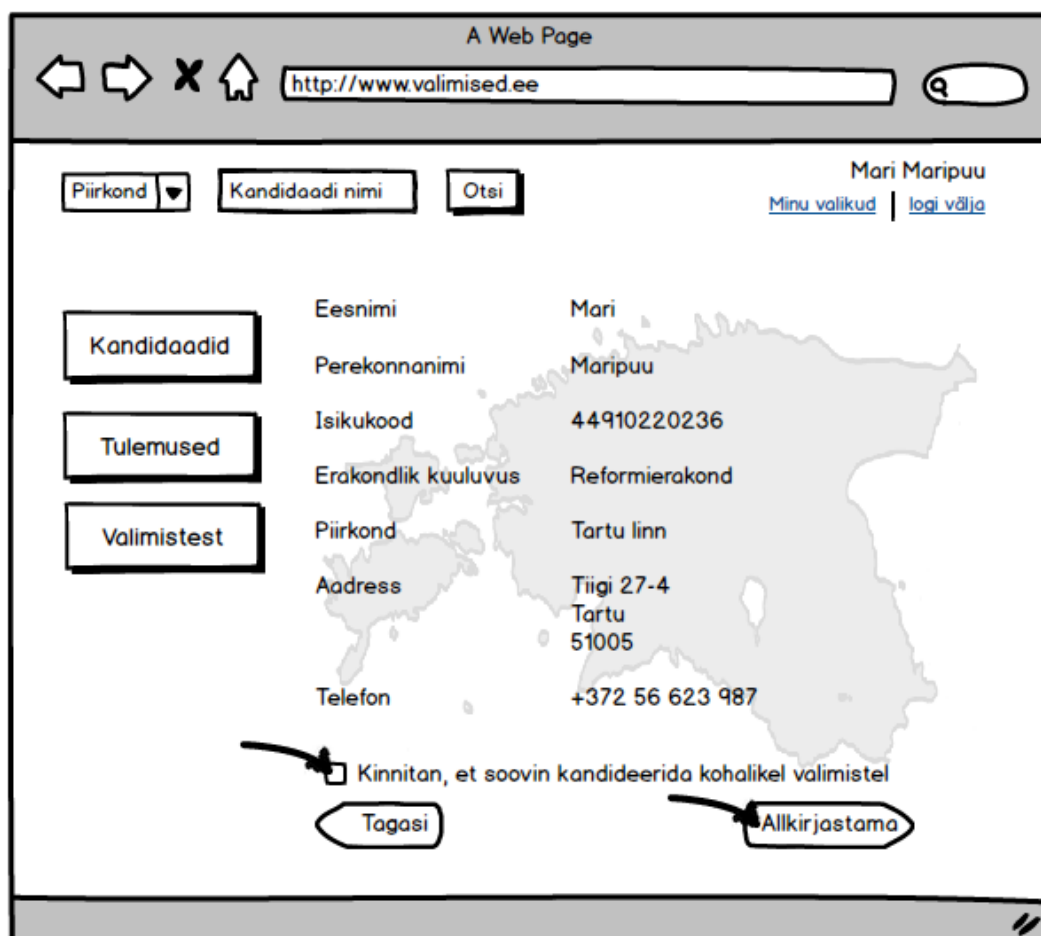 A Web Page
http://www.valimised.ee
Piirkond
Kandidaadi nimi
Otsi
Mari Maripuu
Minu valikud
logi välja
Kandidaadid
Tulemused
Valimistest
Eesnimi Mari
Perekonnanimi Maripuu
Isikukood 44910220236
Erakondlik kuuluvus Reformierakond
Piirkond Tartu linn
Aadress Tiigi 27-4
Tartu
51005
Telefon +372 56 623 987
Kinnitan, et soovin kandideerida kohalikel valimistel
Tagasi
Allkirjastama